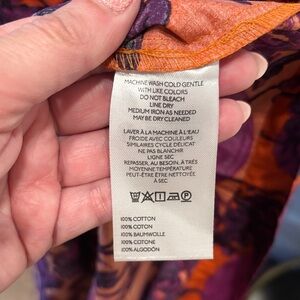 MACHINE WASH COLD GENTLE
WITH LIKE COLORS
DO NOT BLEACH
LINE DRY
MEDIUM IRON AS NEEDED
MAY BE DRY CLEANED
LAVER À LA MACHINE À L'EAU
FROIDE AVEC COULEURS
SIMILAIRES CYCLE DÉLICAT
NE PAS BLANCHIR
LIGNE SEC
REPASSER, AU BESOIN, À TRÈS
MOYENNE TEMPÉRATURE
PEUT-ÊTRE NETTOYÉE
À SEC
P
100% COTTON
100% COTON
100% BAUMWOLLE
100% COTONE
100% ALGODÓN